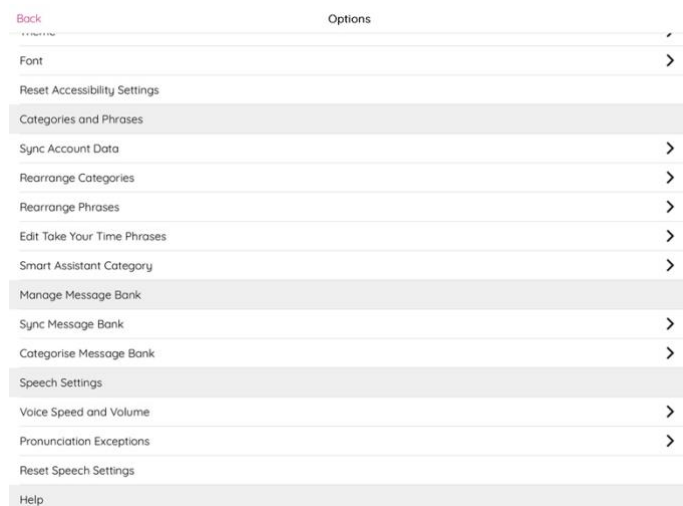 Back
Options
Font
Reset Accessibility Settings
Categories and Phrases
Sync Account Data
Rearrange Categories
Rearrange Phrases
Edit Take Your Time Phrases
Smart Assistant Category
Manage Message Bank
Sync Message Bank
Categorise Message Bank
Speech Settings
Voice Speed and Volume
Pronunciation Exceptions
Reset Speech Settings
Help